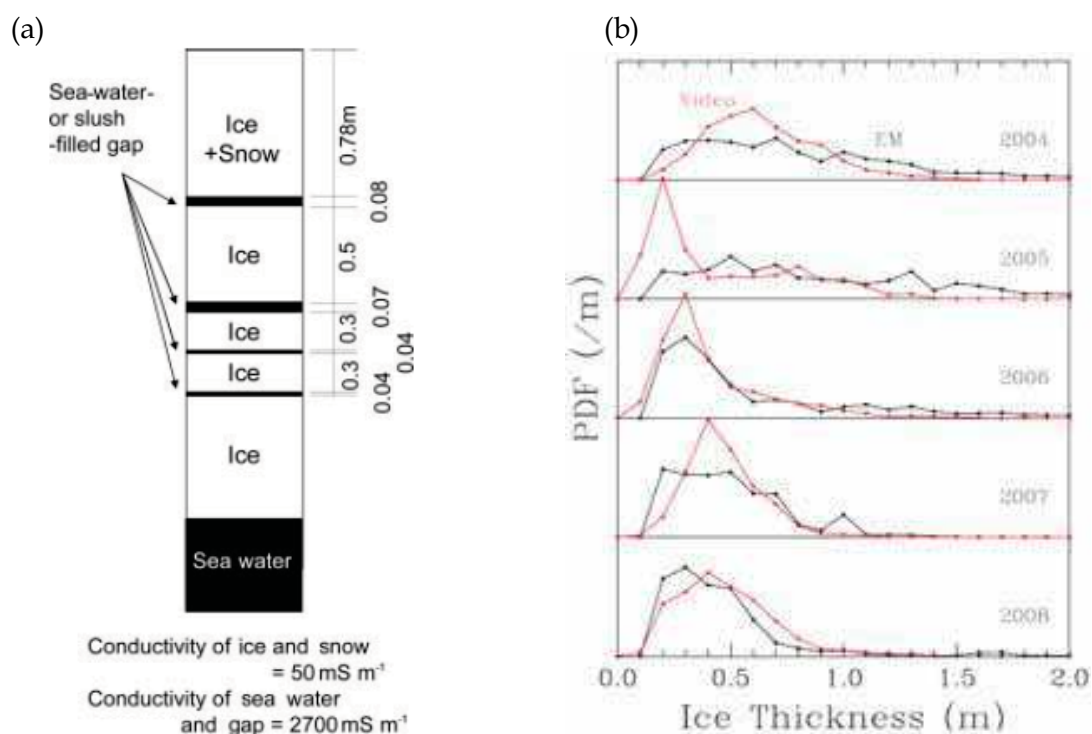 (a)
Sea-water-
or slush
-filled gap
Ice
+Snow
Ice
Ice
Ice
Ice
Sea water
0.78m
0.08
0.5
0.07
0.3
0.04
0.3
0.04
Conductivity of ice and snow
= 50 mS m⁻¹
Conductivity of sea water
and gap = 2700 mS m⁻¹
(b)
Video
EM
2004
2005
2006
2007
2008
PDF (/m)
0.0
0.5
1.0
1.5
2.0
Ice Thickness (m)